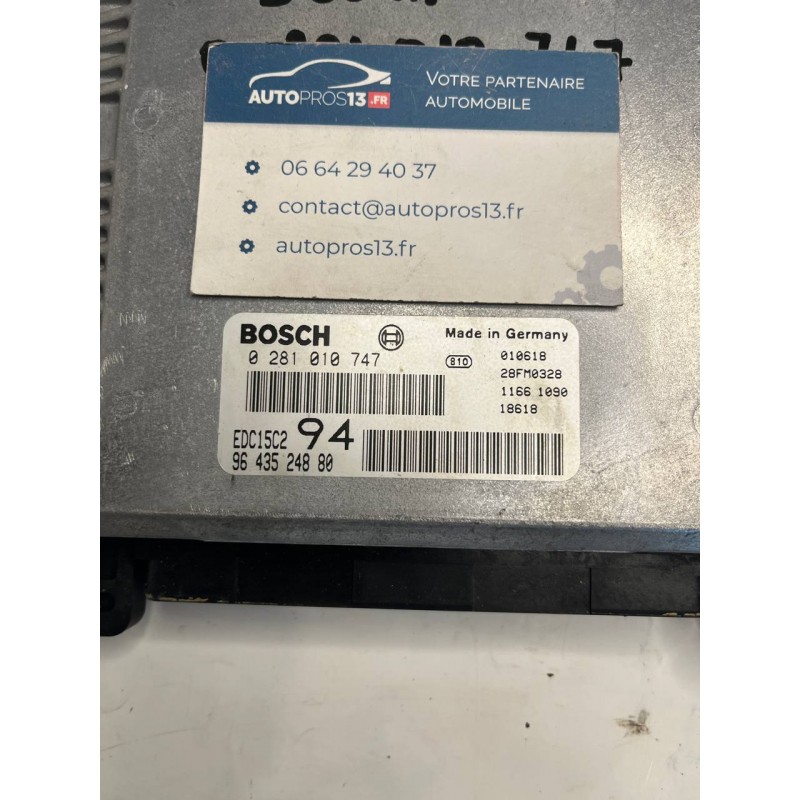 747
AUTOPROS13.FR
VOTRE PARTENAIRE
AUTOMOBILE
06 64 29 40 37
contact@autopros13.fr
autopros13.fr
BOSCH
Made in Germany
0 281 010 747
810
010618
28FM0328
1166 1090
18618
EDC15C2 94
96 435 248 80